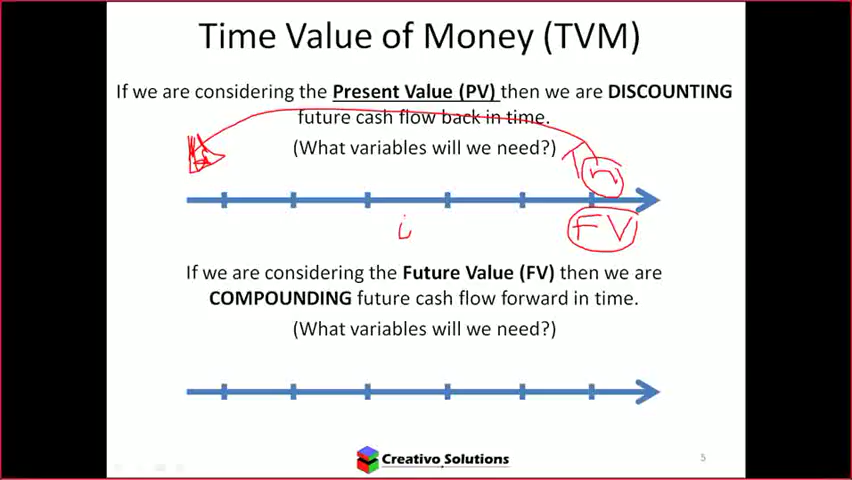 Time Value of Money (TVM)
If we are considering the Present Value (PV) then we are DISCOUNTING
future cash flow back in time.
(What variables will we need?)
n
i
FV
If we are considering the Future Value (FV) then we are
COMPOUNDING future cash flow forward in time.
(What variables will we need?)
Creativo Solutions
5